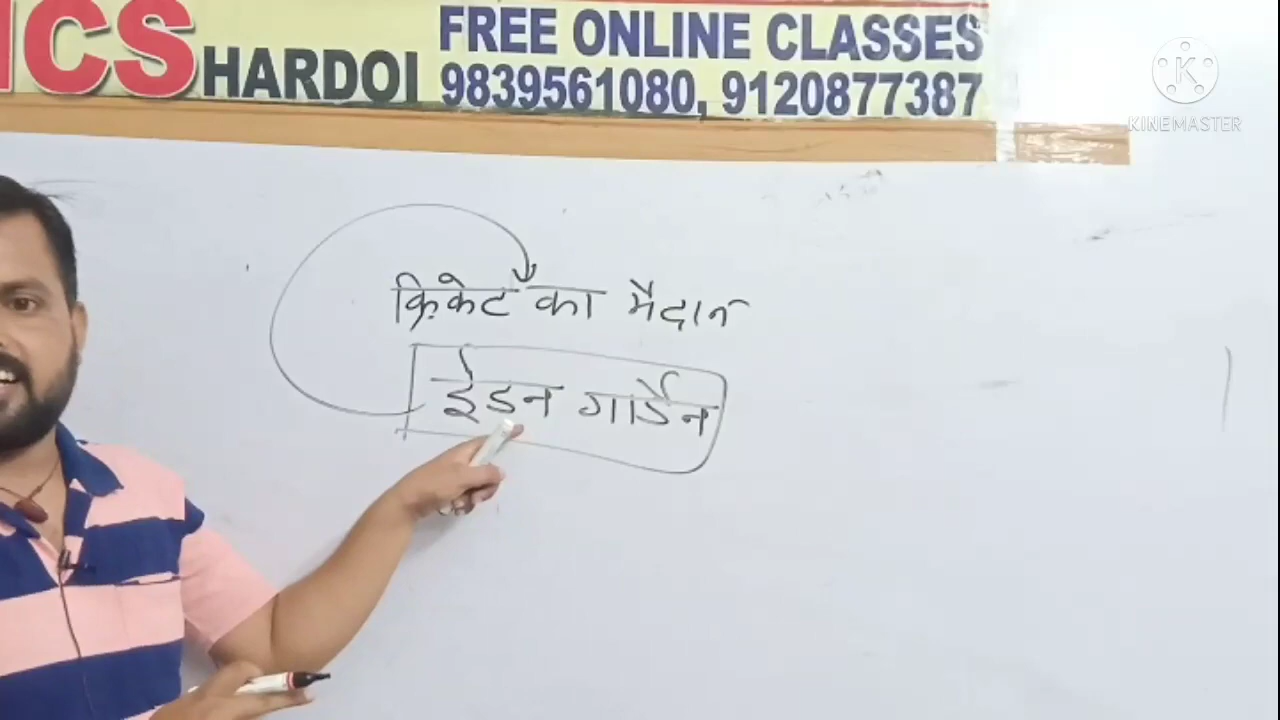 ICS HARDOI FREE ONLINE CLASSES
9839561080, 9120877387
KINEMASTER
क्रिकेट का मैदान
ईडन गार्डेन